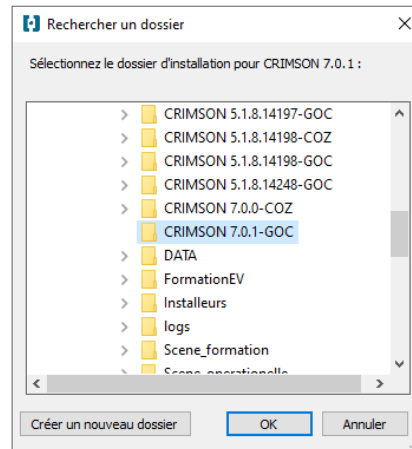 Rechercher un dossier
Sélectionnez le dossier d'installation pour CRIMSON 7.0.1 :
CRIMSON 5.1.8.14197-GOC
CRIMSON 5.1.8.14198-COZ
CRIMSON 5.1.8.14198-GOC
CRIMSON 5.1.8.14248-GOC
CRIMSON 7.0.0-COZ
CRIMSON 7.0.1-GOC
DATA
FormationEV
Installeurs
logs
Scene_formation
Scene_operationelle
Créer un nouveau dossier
OK
Annuler